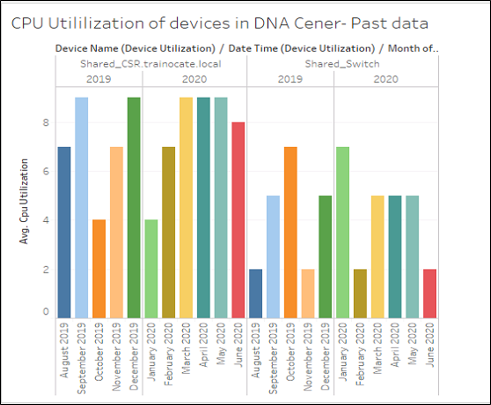 CPU Utililization of devices in DNA Cener- Past data
Device Name (Device Utilization) / Date Time (Device Utilization) / Month of..
Shared_CSR.trainocate.local Shared_Switch
2019 2020 2019 2020
Avg. Cpu Utilization
8
6
4
2
0
August 2019
September 2019
October 2019
November 2019
December 2019
January 2020
February 2020
March 2020
April 2020
May 2020
June 2020
August 2019
September 2019
October 2019
November 2019
December 2019
January 2020
February 2020
March 2020
April 2020
May 2020
June 2020